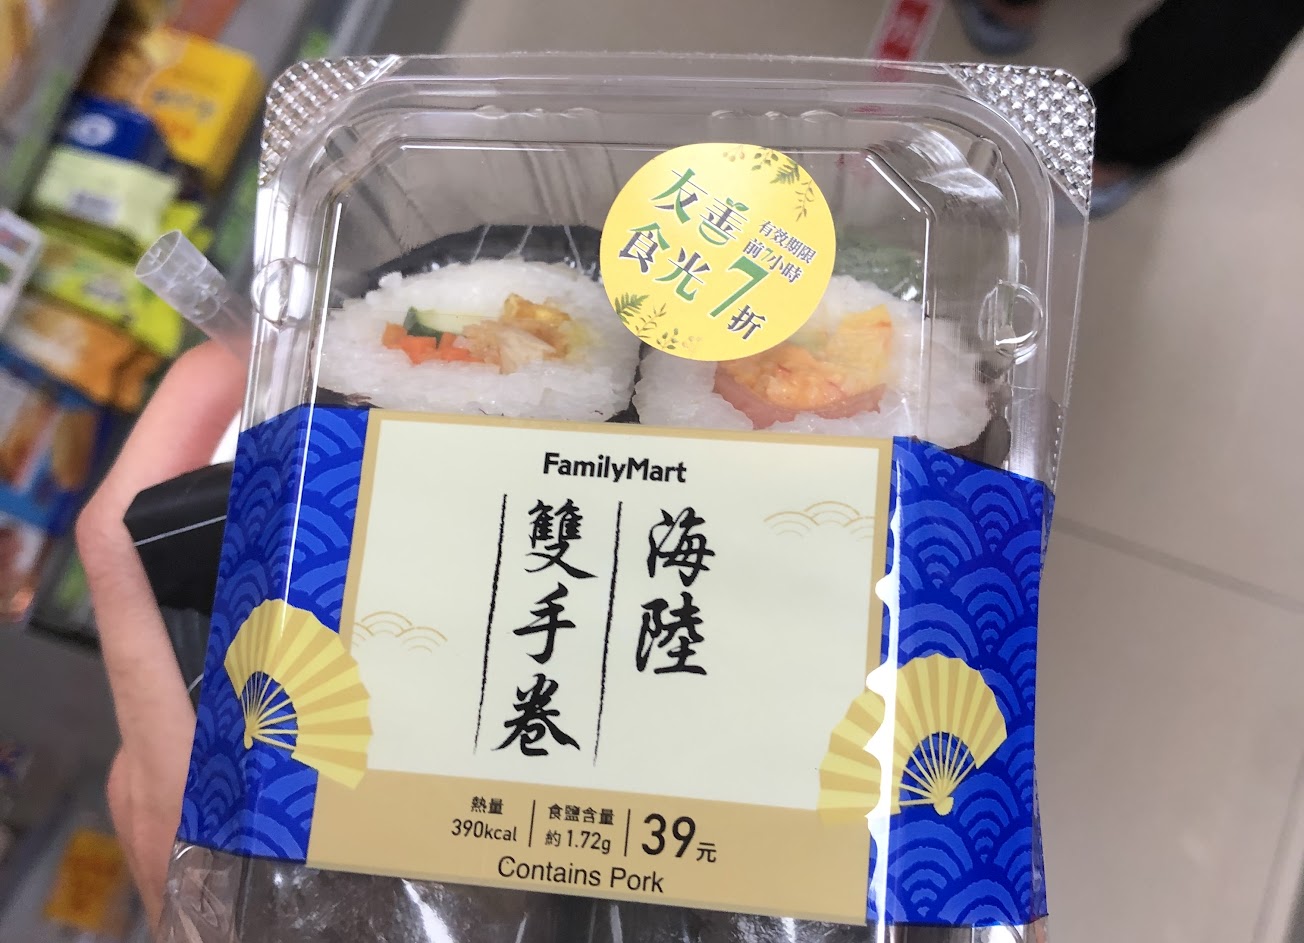 友善
食光
有效期限
前7小時
7折
FamilyMart
海陸
雙手卷
熱量
390kcal
食鹽含量
約1.72g
39元
Contains Pork